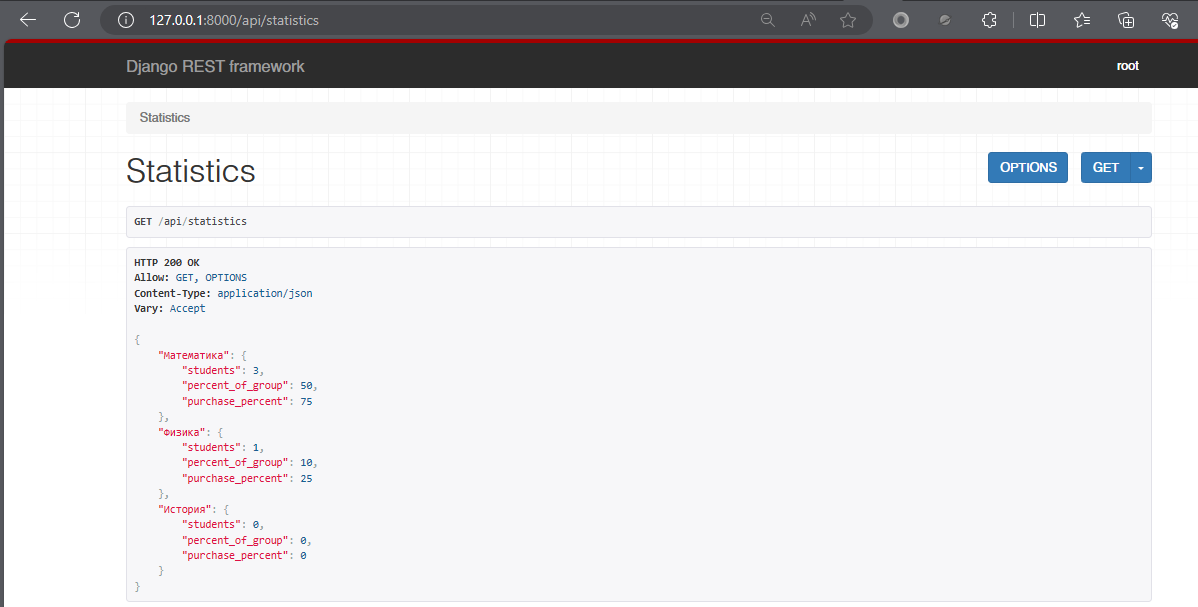 127.0.0.1:8000/api/statistics
Django REST framework
root
Statistics
Statistics
OPTIONS
GET
GET /api/statistics
HTTP 200 OK
Allow: GET, OPTIONS
Content-Type: application/json
Vary: Accept
{
    "Математика": {
        "students": 3,
        "percent_of_group": 50,
        "purchase_percent": 75
    },
    "Физика": {
        "students": 1,
        "percent_of_group": 10,
        "purchase_percent": 25
    },
    "История": {
        "students": 0,
        "percent_of_group": 0,
        "purchase_percent": 0
    }
}